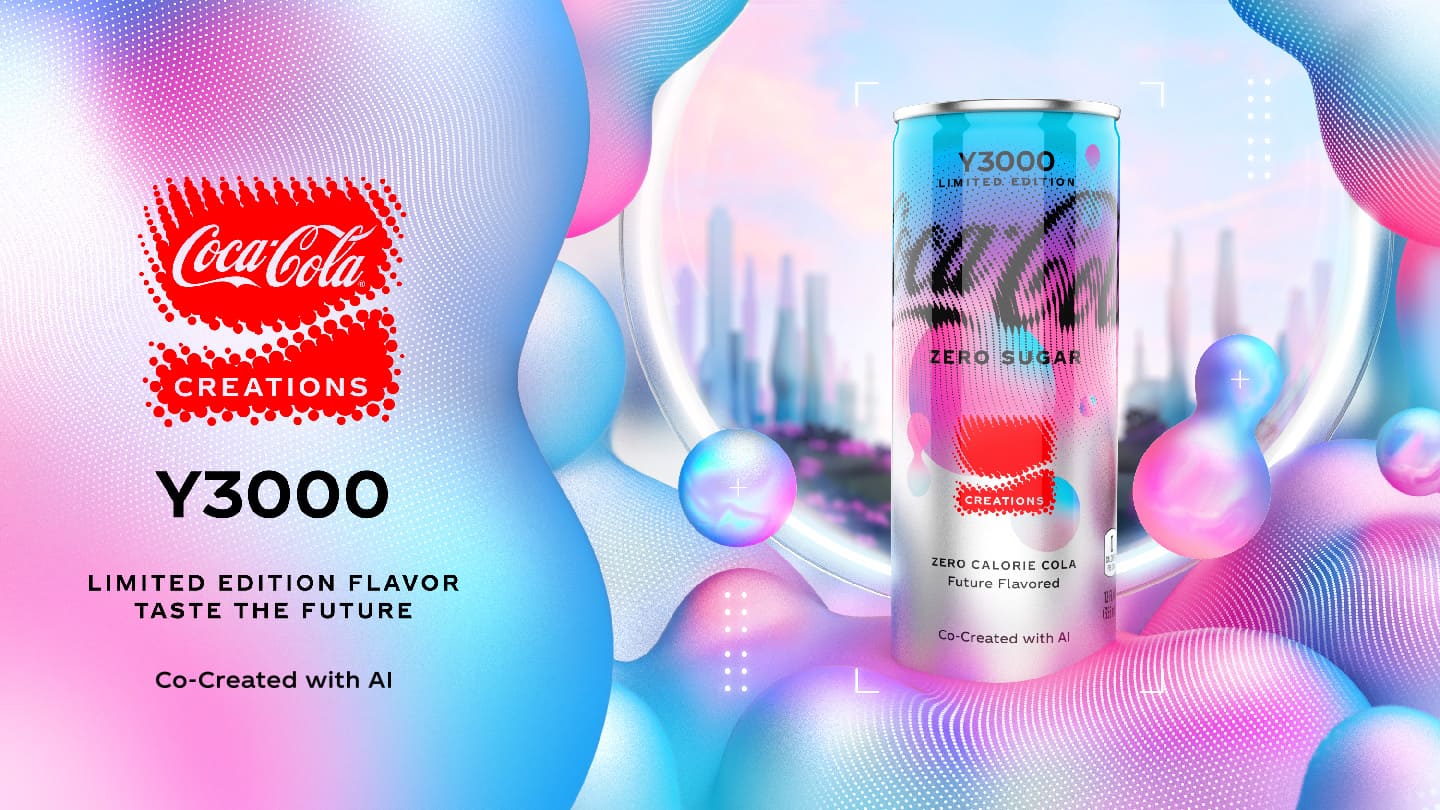 Coca-Cola
CREATIONS
Y3000
LIMITED EDITION FLAVOR
TASTE THE FUTURE
Co-Created with AI
Y3000
LIMITED EDITION
ZERO SUGAR
CREATIONS
ZERO CALORIE COLA
Future Flavored
Co-Created with AI